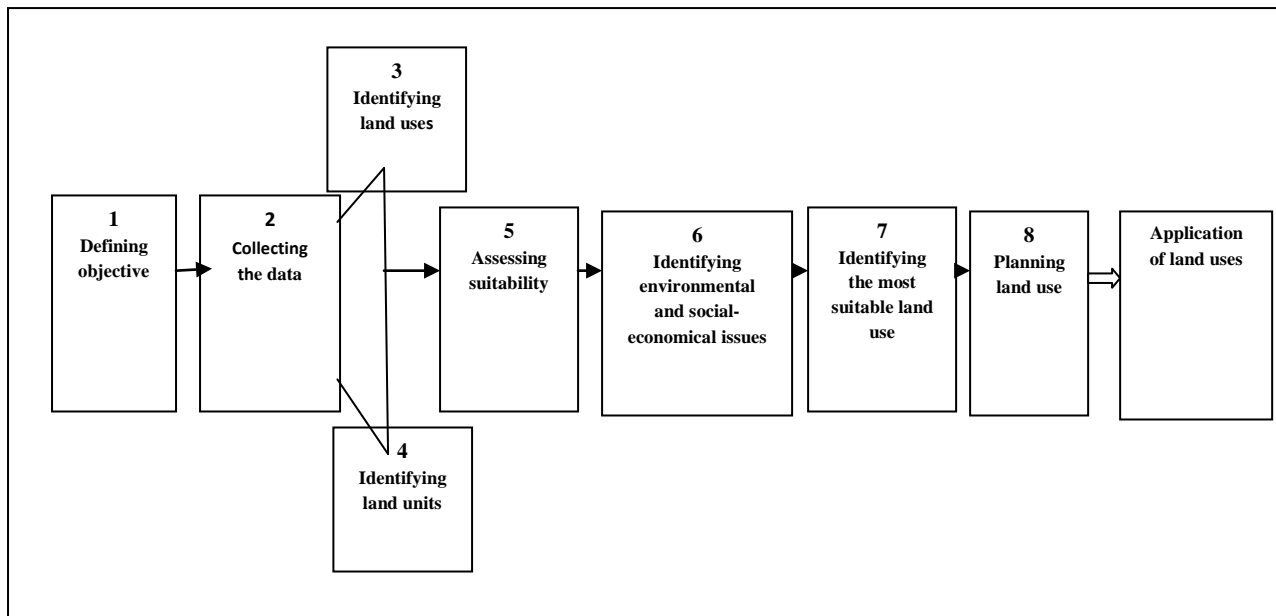 1
Defining
objective
2
Collecting
the data
3
Identifying
land uses
4
Identifying
land units
5
Assessing
suitability
6
Identifying
environmental
and social-
economical issues
7
Identifying
the most
suitable land
use
8
Planning
land use
Application
of land uses